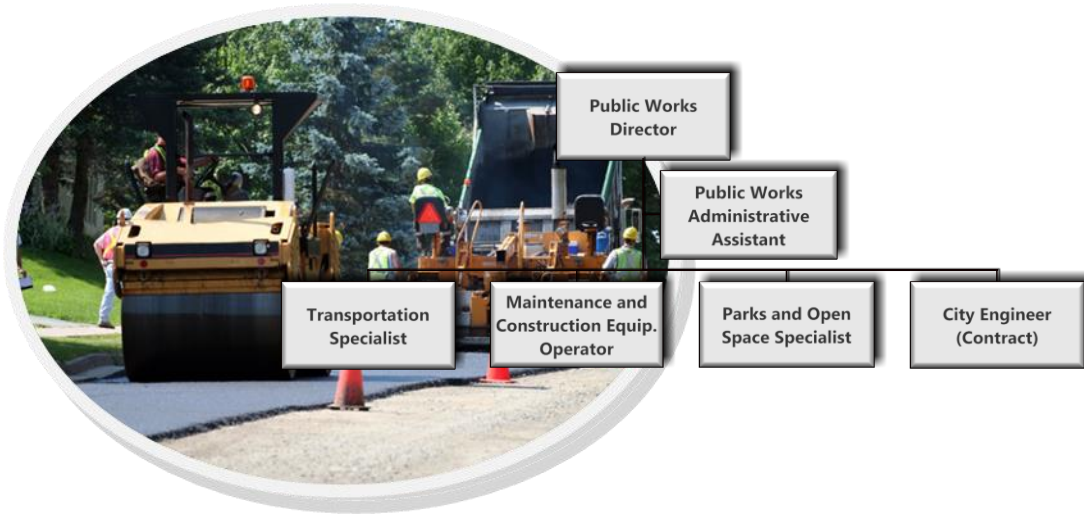 Public Works
Director
Public Works
Administrative
Assistant
Transportation
Specialist
Maintenance and
Construction Equip.
Operator
Parks and Open
Space Specialist
City Engineer
(Contract)